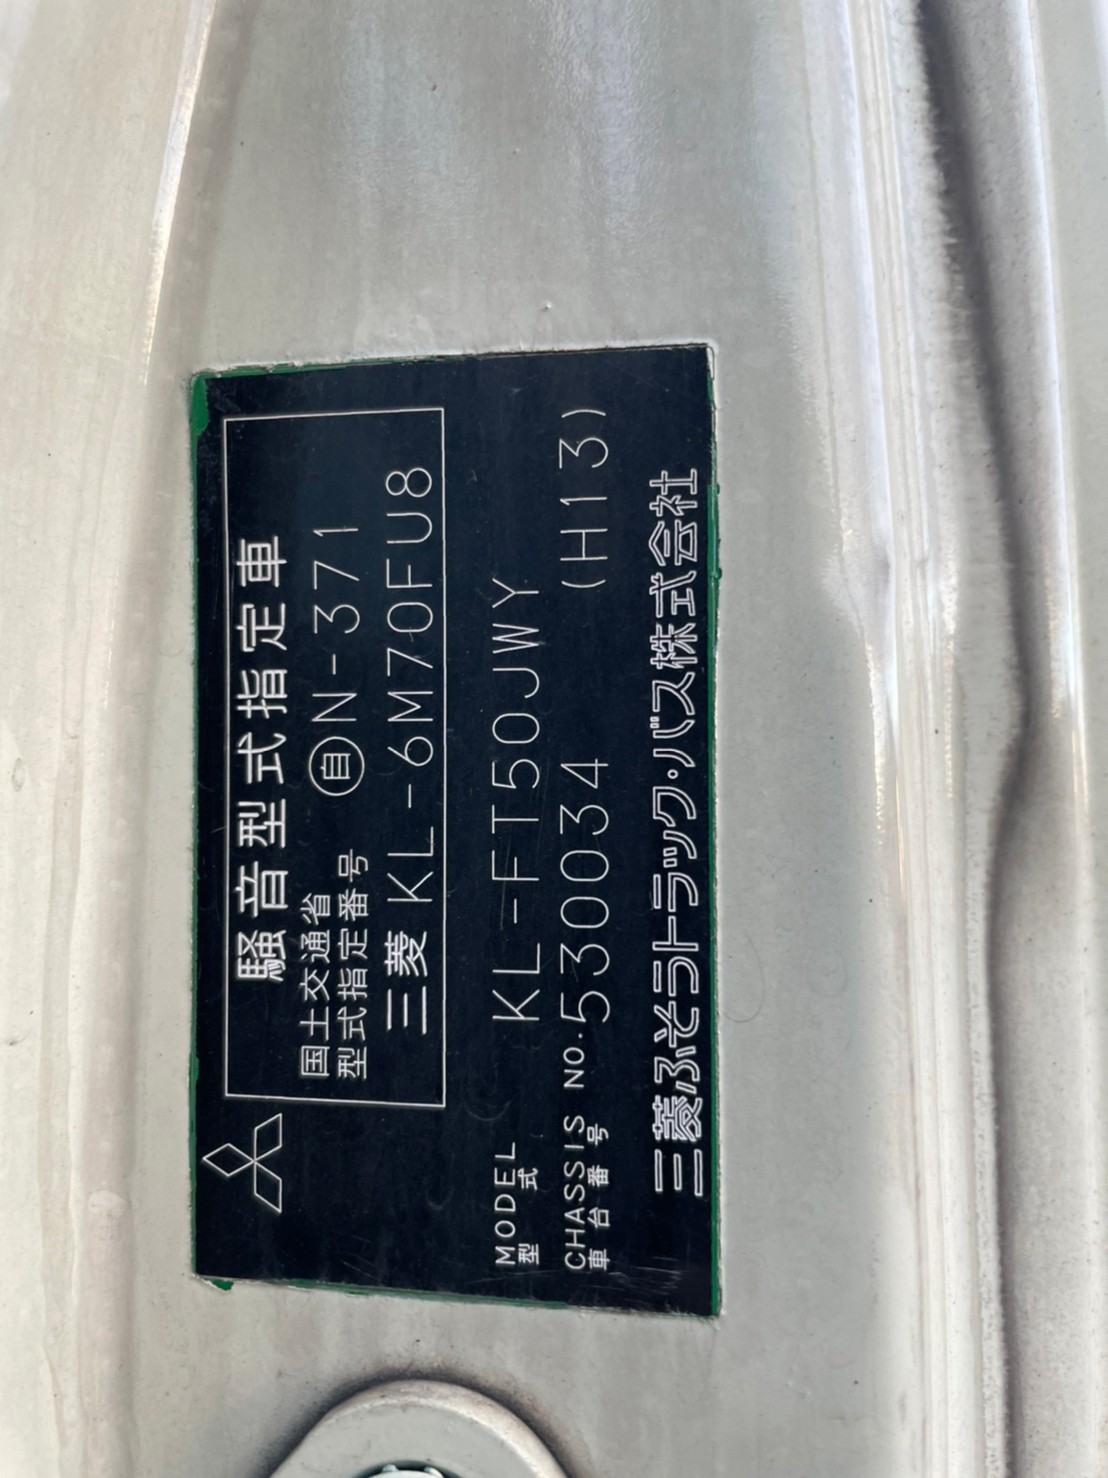 騒音型式指定車
国土交通省
型式指定番号 ㊂N-371
三菱 KL-6M70FU8
MODEL
型式 KL-FT50JWY
CHASSIS NO.
車台番号 530034 (H13)
三菱ふそうトラック・バス株式会社